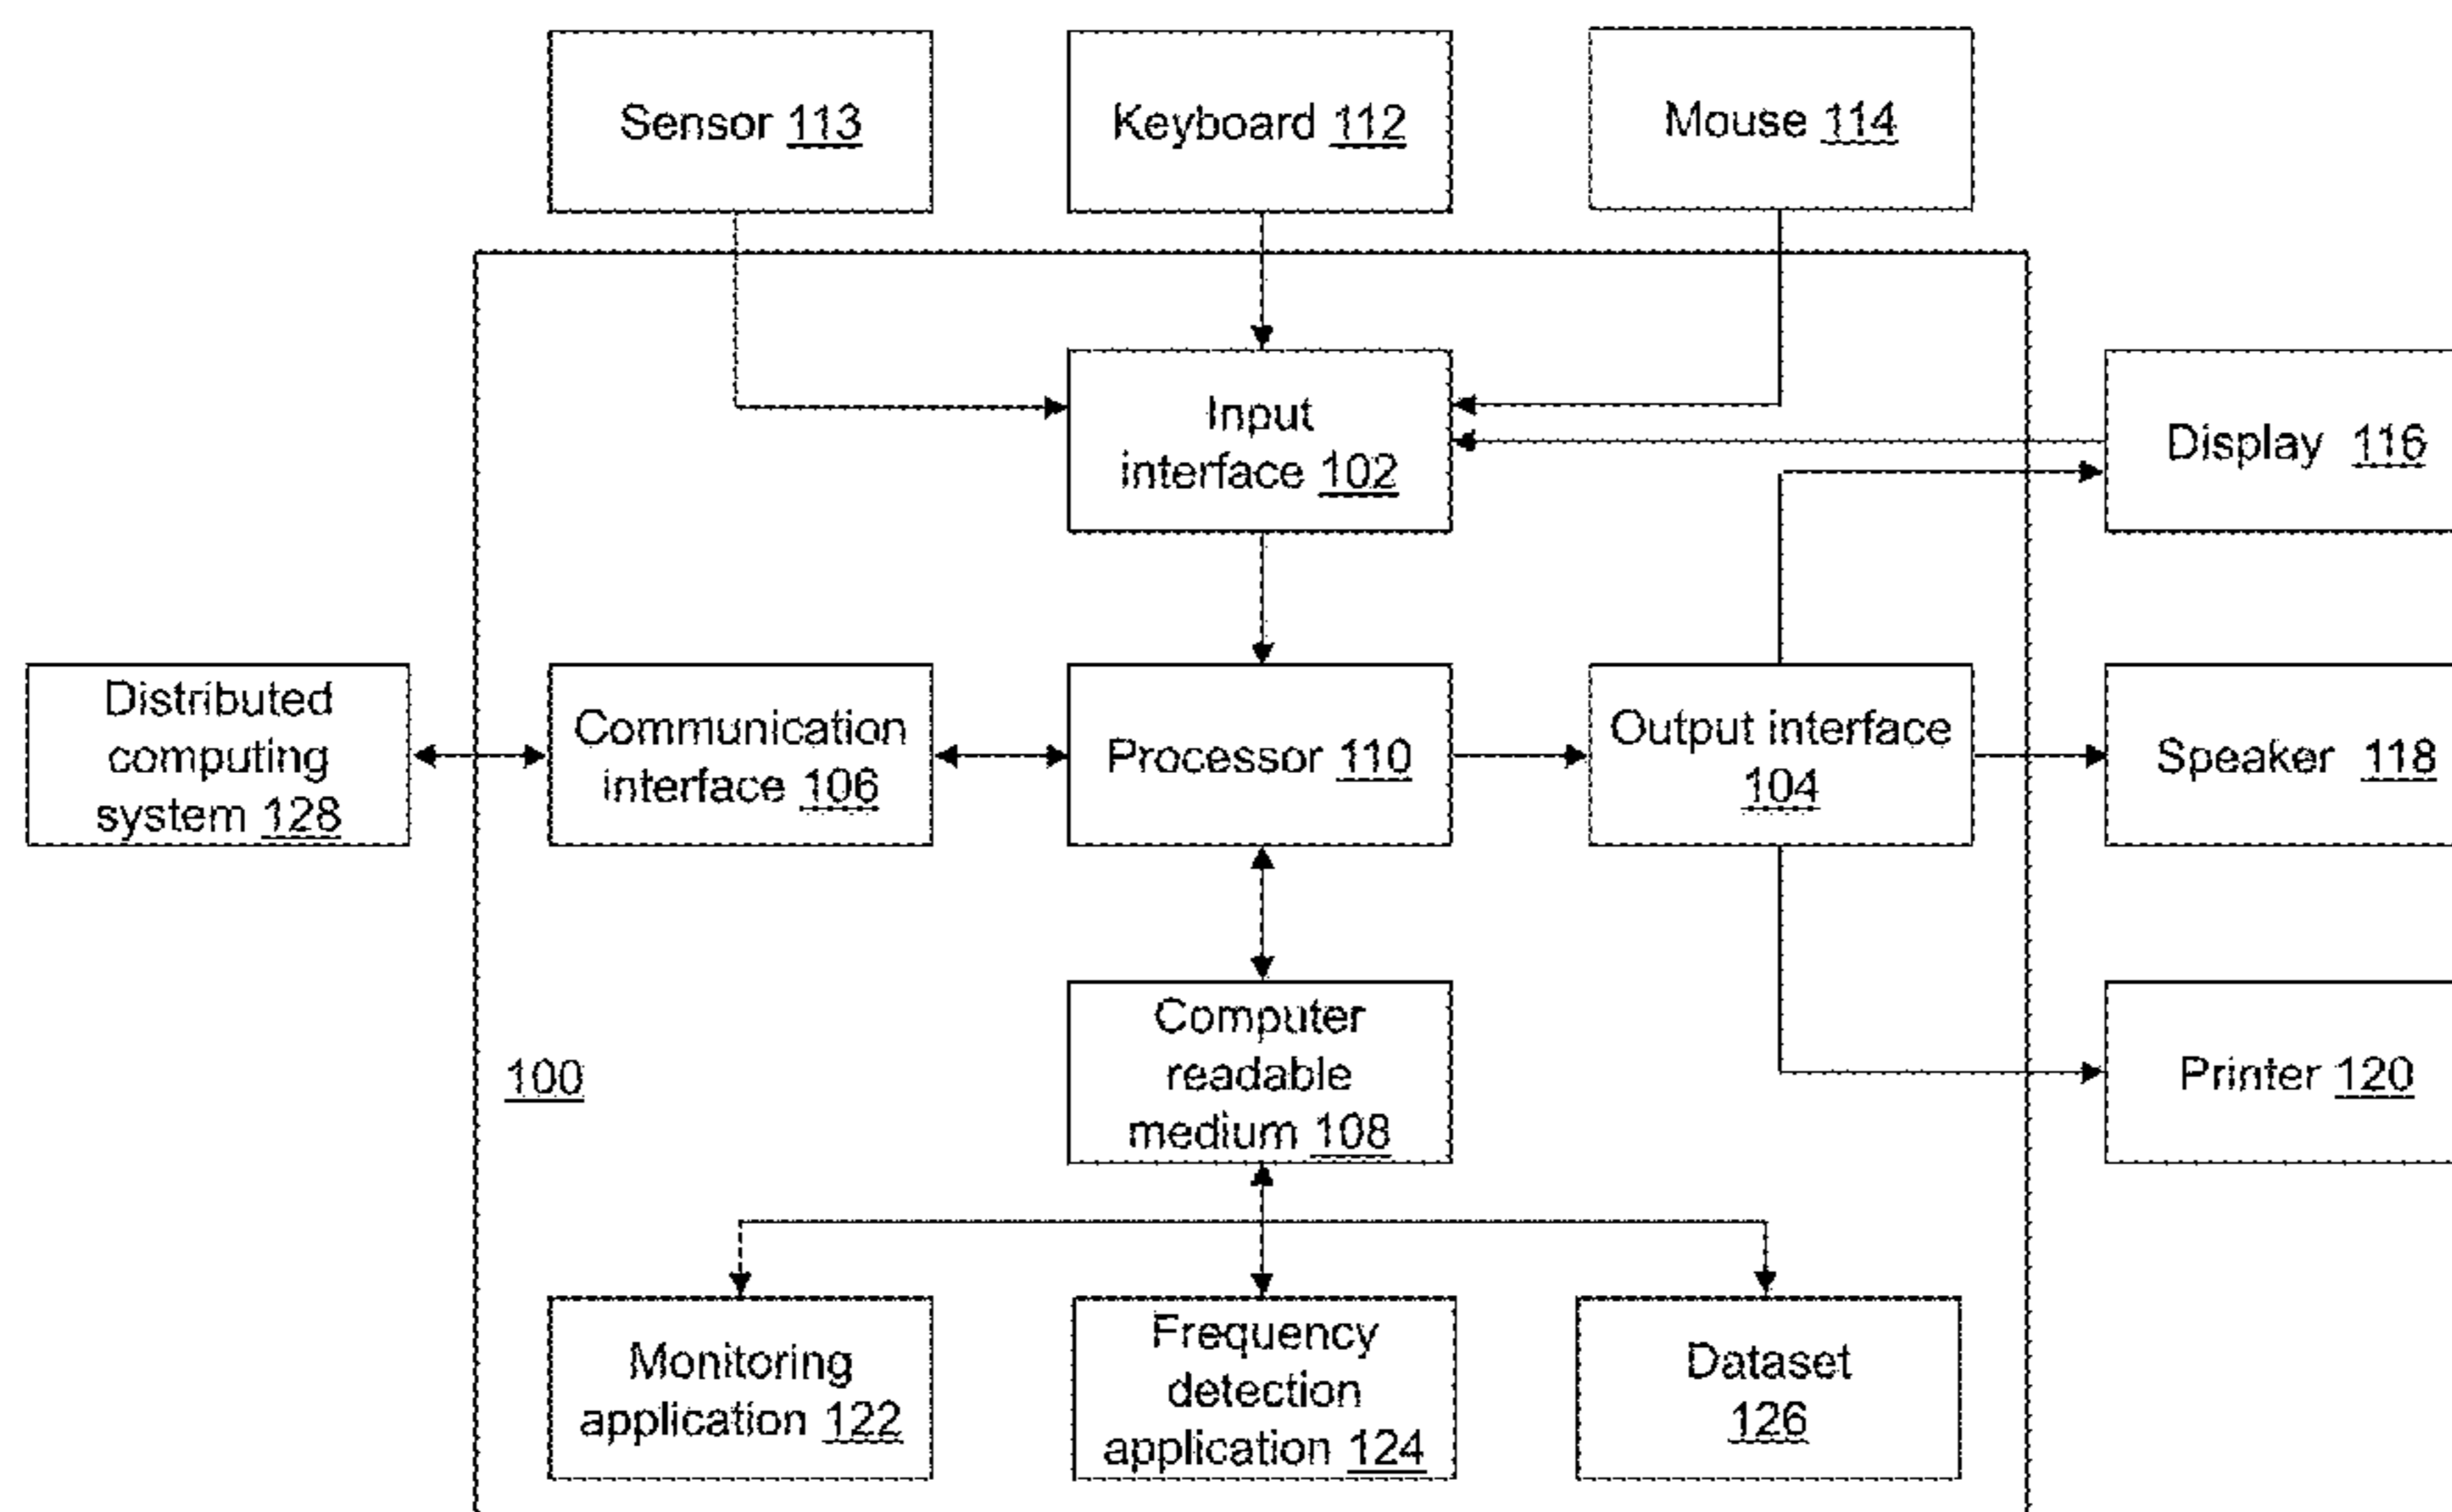 Sensor 113
Keyboard 112
Mouse 114
Input
interface 102
Display 116
Distributed
computing
system 128
Communication
interface 106
Processor 110
Output interface
104
Speaker 118
100
Computer
readable
medium 108
Printer 120
Monitoring
application 122
Frequency
detection
application 124
Dataset
126